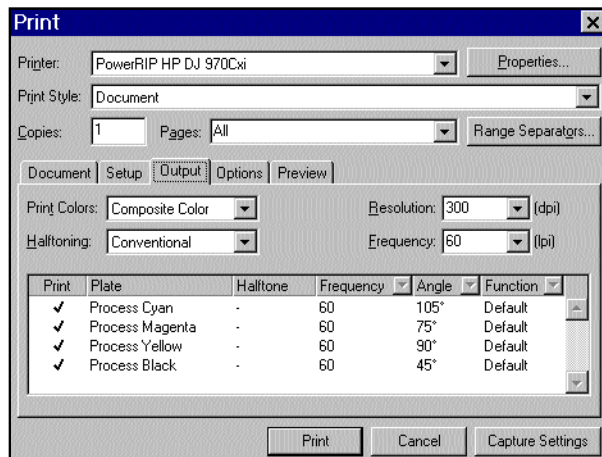 Print
Printer: PowerRIP HP DJ 970Cxi Properties...
Print Style: Document
Copies: 1 Pages: All Range Separators...
Document Setup Output Options Preview
Print Colors: Composite Color Resolution: 300 (dpi)
Halftoning: Conventional Frequency: 60 (lpi)
Print Plate Halftone Frequency Angle Function
✔ Process Cyan - 60 105° Default
✔ Process Magenta - 60 75° Default
✔ Process Yellow - 60 90° Default
✔ Process Black - 60 45° Default
Print Cancel Capture Settings